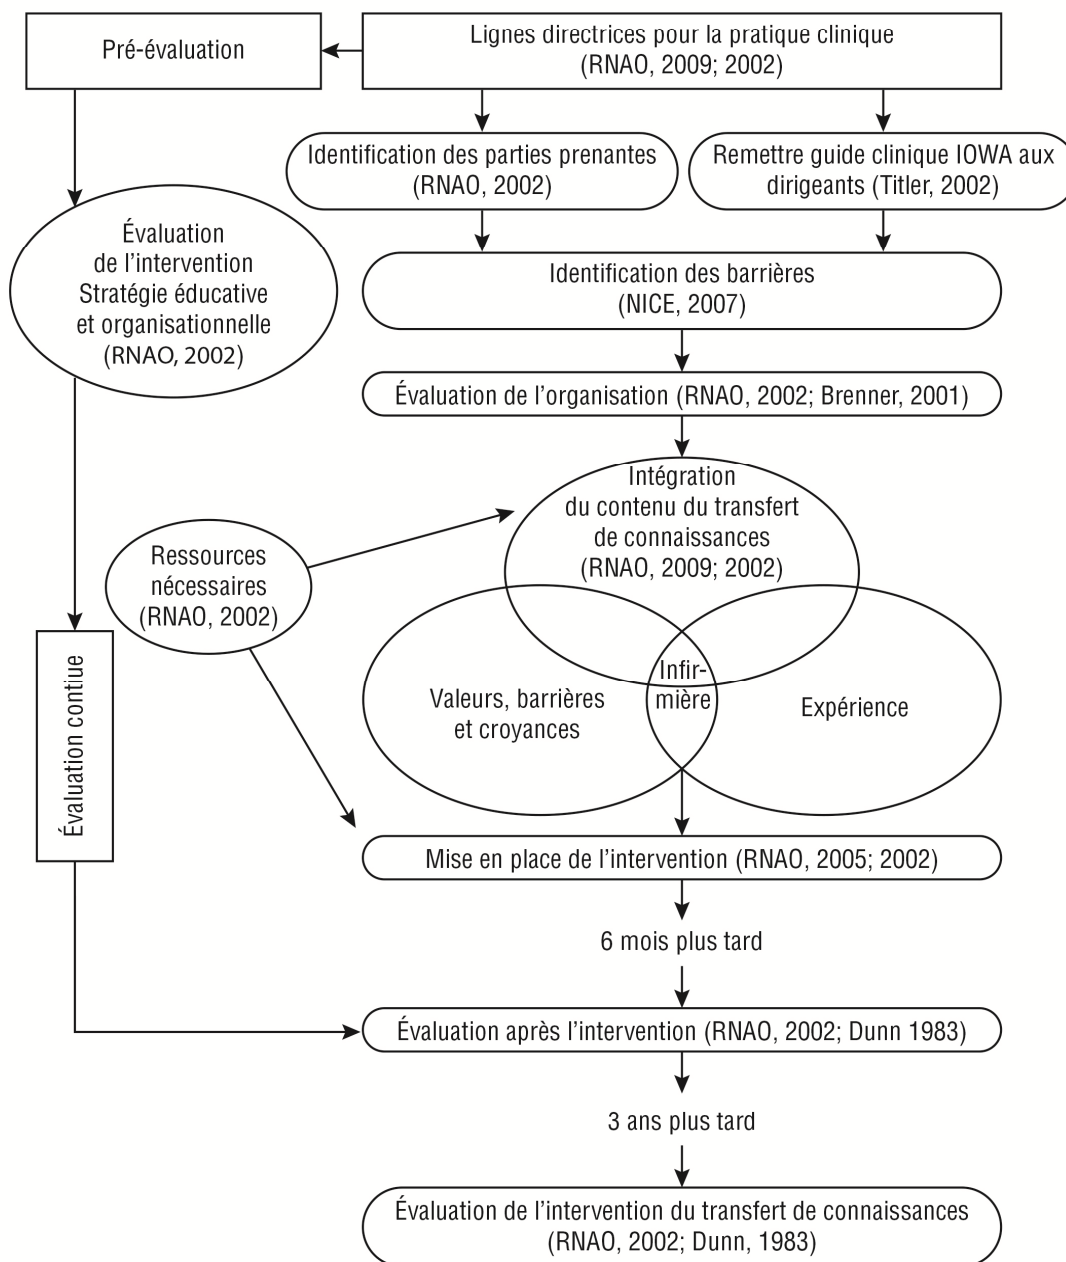 Pré-évaluation
Lignes directrices pour la pratique clinique
(RNAO, 2009; 2002)
Identification des parties prenantes
(RNAO, 2002)
Remettre guide clinique IOWA aux
dirigeants (Titler, 2002)
Évaluation
de l’intervention
Stratégie éducative
et organisationnelle
(RNAO, 2002)
Identification des barrières
(NICE, 2007)
Évaluation de l’organisation (RNAO, 2002; Brenner, 2001)
Intégration
du contenu du transfert
de connaissances
(RNAO, 2009; 2002)
Ressources
nécessaires
(RNAO, 2002)
Infir-
mière
Valeurs, barrières
et croyances
Expérience
Évaluation contiue
Mise en place de l’intervention (RNAO, 2005; 2002)
6 mois plus tard
Évaluation après l’intervention (RNAO, 2002; Dunn 1983)
3 ans plus tard
Évaluation de l’intervention du transfert de connaissances
(RNAO, 2002; Dunn, 1983)